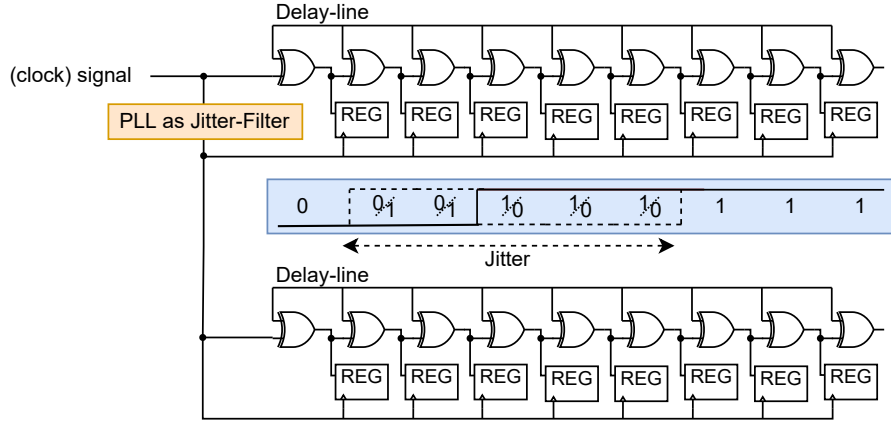 Delay-line
(clock) signal
PLL as Jitter-Filter
REG REG REG REG REG REG REG REG
0 0/1 0/1 1/0 1/0 1/0 1 1 1
Jitter
Delay-line
REG REG REG REG REG REG REG REG